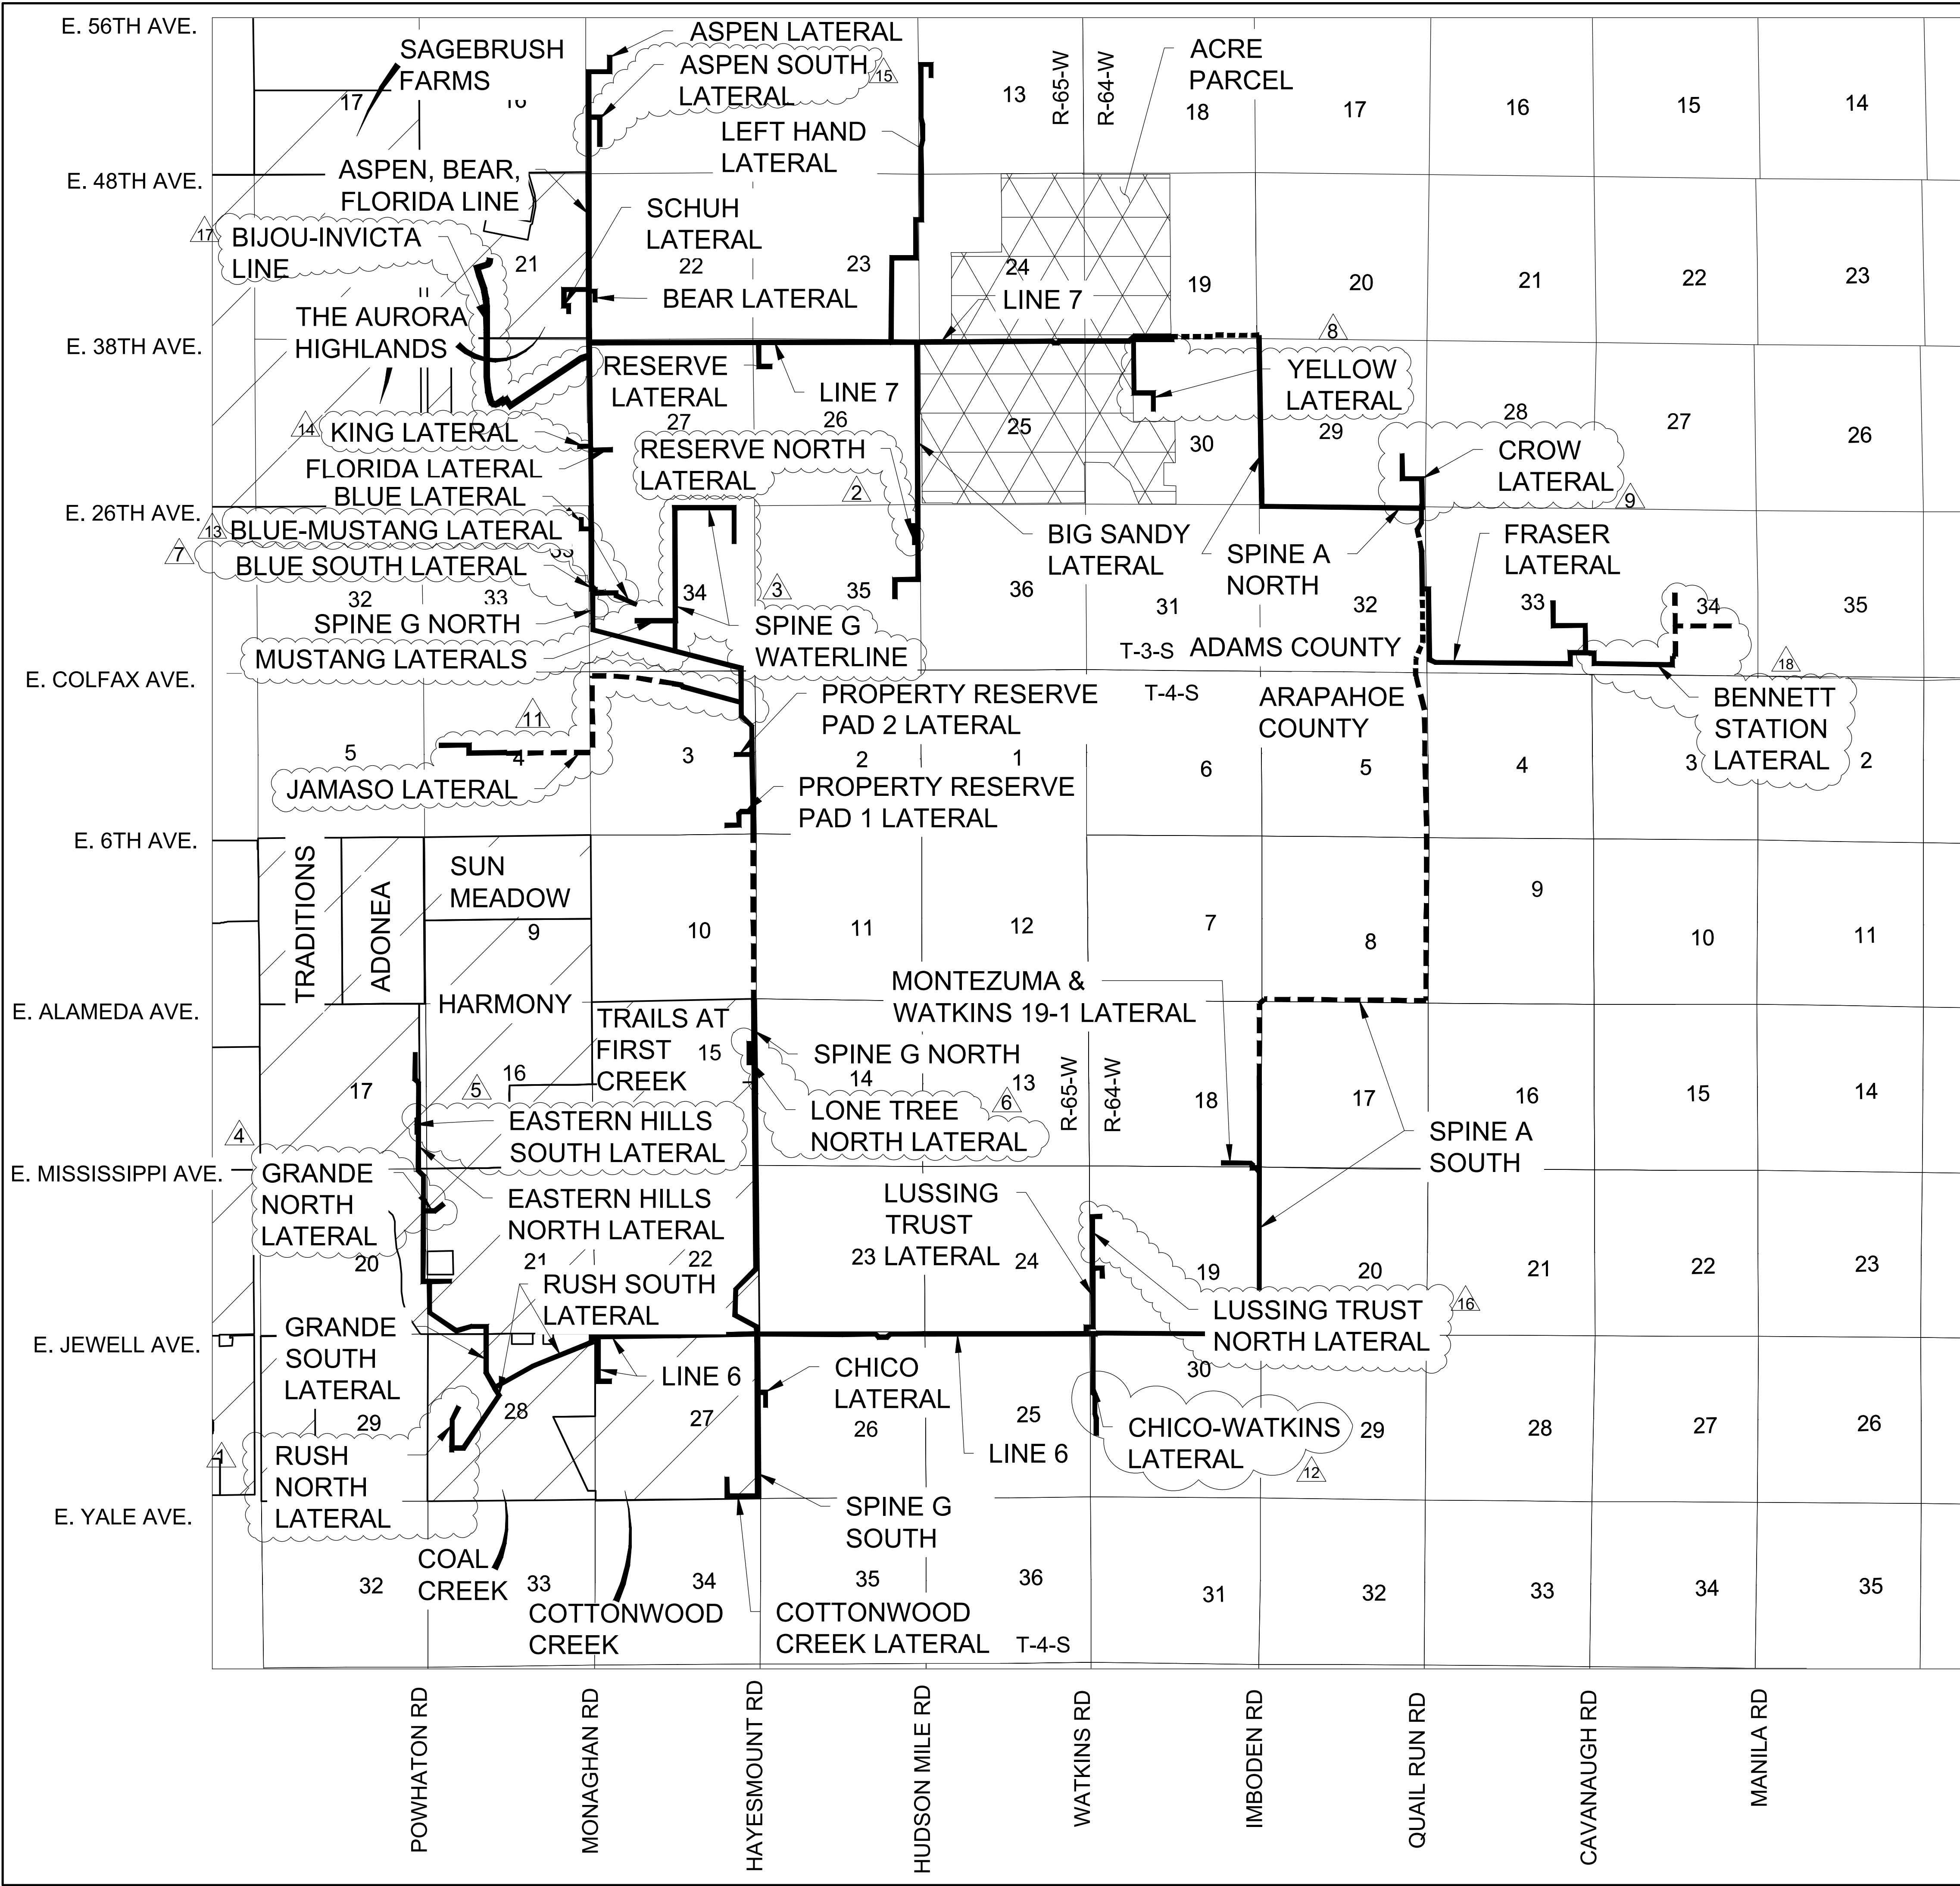 E. 56TH AVE.
SAGEBRUSH
FARMS
ASPEN LATERAL
ASPEN SOUTH
LATERAL
15
R-65-W
R-64-W
ACRE
PARCEL
17
16
13
18
17
16
15
14
LEFT HAND
LATERAL
E. 48TH AVE.
ASPEN, BEAR,
FLORIDA LINE
SCHUH
LATERAL
17
BIJOU-INVICTA
LINE
21
22
23
24
19
20
21
22
23
BEAR LATERAL
LINE 7
THE AURORA
HIGHLANDS
E. 38TH AVE.
8
RESERVE
LATERAL
LINE 7
YELLOW
LATERAL
27
26
25
30
29
28
27
26
14
KING LATERAL
FLORIDA LATERAL
RESERVE NORTH
LATERAL
2
CROW
LATERAL
9
BLUE LATERAL
E. 26TH AVE.
13
BLUE-MUSTANG LATERAL
7
BLUE SOUTH LATERAL
BIG SANDY
LATERAL
SPINE A
NORTH
FRASER
LATERAL
32
33
34
3
35
36
31
32
33
34
35
SPINE G NORTH
SPINE G
WATERLINE
MUSTANG LATERALS
T-3-S
ADAMS COUNTY
18
E. COLFAX AVE.
PROPERTY RESERVE
PAD 2 LATERAL
T-4-S
ARAPAHOE
COUNTY
BENNETT
STATION
LATERAL
11
5
4
3
2
1
6
5
4
3
2
JAMASO LATERAL
PROPERTY RESERVE
PAD 1 LATERAL
E. 6TH AVE.
TRADITIONS
ADONEA
SUN
MEADOW
9
10
11
12
7
8
9
10
11
HARMONY
MONTEZUMA &
WATKINS 19-1 LATERAL
E. ALAMEDA AVE.
TRAILS AT
FIRST
CREEK
SPINE G NORTH
R-65-W
R-64-W
17
16
15
14
13
18
17
16
15
14
5
EASTERN HILLS
SOUTH LATERAL
LONE TREE
NORTH LATERAL
6
SPINE A
SOUTH
4
E. MISSISSIPPI AVE.
GRANDE
NORTH
LATERAL
EASTERN HILLS
NORTH LATERAL
LUSSING
TRUST
LATERAL
20
21
22
23
24
19
20
21
22
23
RUSH SOUTH
LATERAL
LUSSING TRUST
NORTH LATERAL
16
E. JEWELL AVE.
GRANDE
SOUTH
LATERAL
LINE 6
CHICO
LATERAL
29
28
27
26
25
30
29
28
27
26
LINE 6
CHICO-WATKINS
LATERAL
12
1
RUSH
NORTH
LATERAL
E. YALE AVE.
SPINE G
SOUTH
COAL
CREEK
32
33
34
35
36
31
32
33
34
35
COTTONWOOD
CREEK
COTTONWOOD
CREEK LATERAL
T-4-S
POWHATON RD
MONAGHAN RD
HAYESMOUNT RD
HUDSON MILE RD
WATKINS RD
IMBODEN RD
QUAIL RUN RD
CAVANAUGH RD
MANILA RD